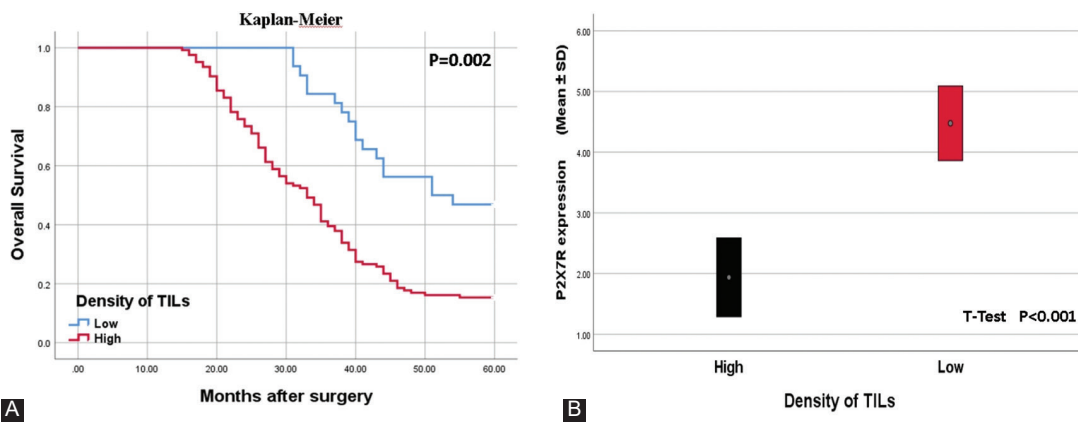 Kaplan-Meier
P=0.002
Overall Survival
1.0
0.8
0.6
0.4
0.2
0.0
Density of TILs
Low
High
.00 10.00 20.00 30.00 40.00 50.00 60.00
Months after surgery
A
P2X7R expression (Mean ± SD)
6.00
5.00
4.00
3.00
2.00
1.00
T-Test P<0.001
High Low
Density of TILs
B